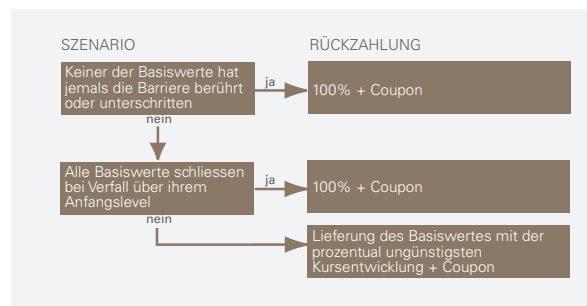 SZENARIO
RÜCKZAHLUNG
Keiner der Basiswerte hat
jemals die Barriere berührt
oder unterschritten
ja
100% + Coupon
nein
Alle Basiswerte schliessen
bei Verfall über ihrem
Anfangslevel
ja
100% + Coupon
nein
Lieferung des Basiswertes mit der
prozentual ungünstigsten
Kursentwicklung + Coupon